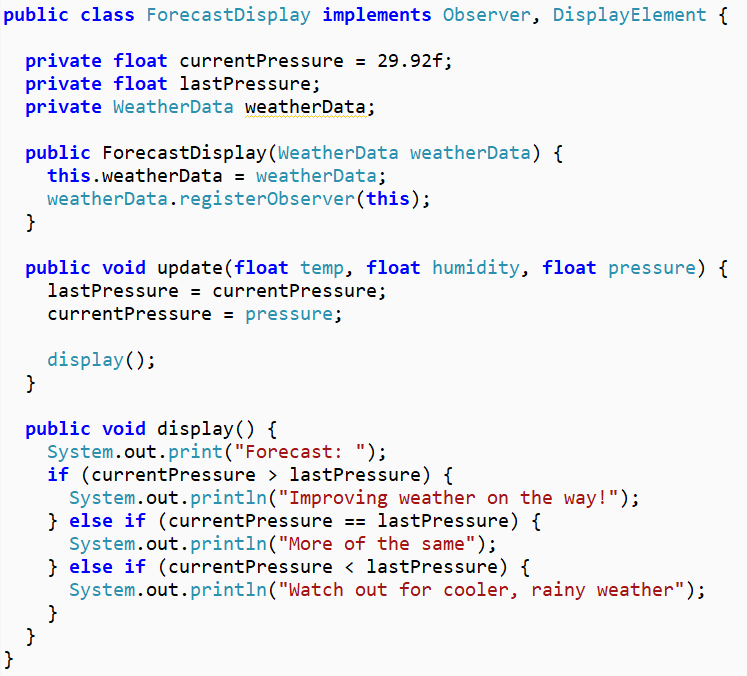 public class ForecastDisplay implements Observer, DisplayElement {
private float currentPressure = 29.92f;
private float lastPressure;
private WeatherData weatherData;
public ForecastDisplay(WeatherData weatherData) {
this.weatherData = weatherData;
weatherData.registerObserver(this);
}
public void update(float temp, float humidity, float pressure) {
lastPressure = currentPressure;
currentPressure = pressure;
display();
}
public void display() {
System.out.print("Forecast: ");
if (currentPressure > lastPressure) {
System.out.println("Improving weather on the way!");
} else if (currentPressure == lastPressure) {
System.out.println("More of the same");
} else if (currentPressure < lastPressure) {
System.out.println("Watch out for cooler, rainy weather");
}
}
}